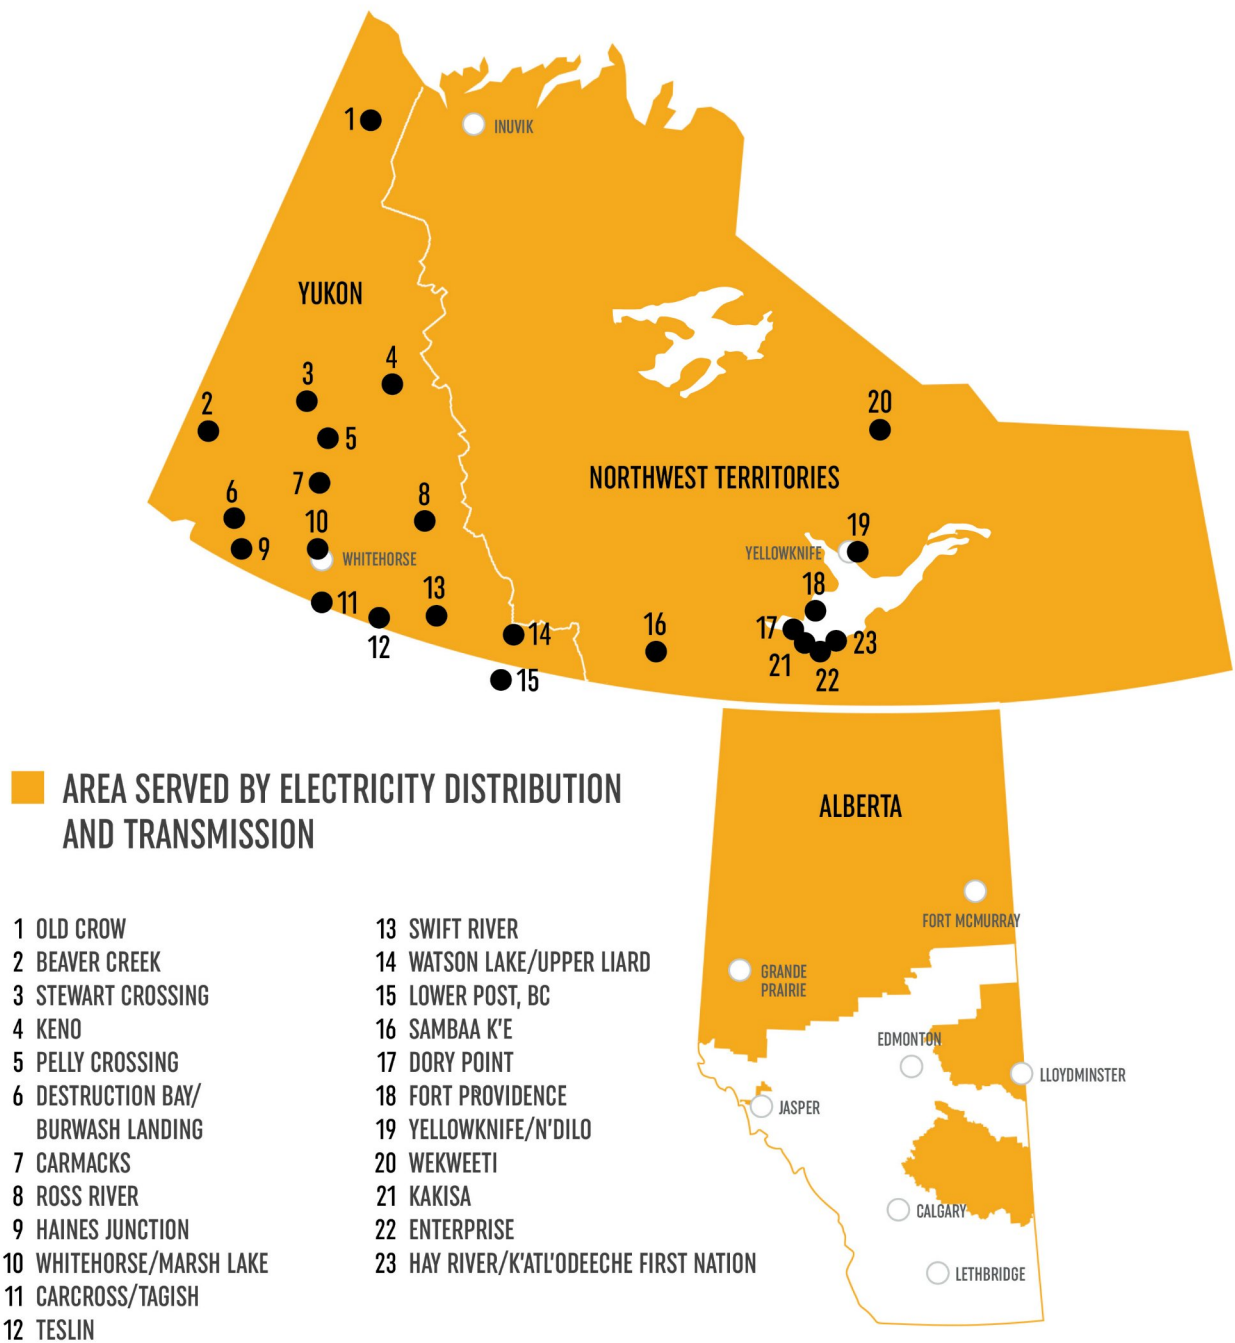 1
INUVIK
YUKON
4
3
2
20
5
NORTHWEST TERRITORIES
7
6
8
10
19
9
WHITEHORSE
YELLOWKNIFE
18
13
11
16
17
14
23
12
21
22
15
AREA SERVED BY ELECTRICITY DISTRIBUTION
AND TRANSMISSION
ALBERTA
FORT MCMURRAY
GRANDE
PRAIRIE
EDMONTON
LLOYDMINSTER
JASPER
CALGARY
LETHBRIDGE
1 OLD CROW
2 BEAVER CREEK
3 STEWART CROSSING
4 KENO
5 PELLY CROSSING
6 DESTRUCTION BAY/
BURWASH LANDING
7 CARMACKS
8 ROSS RIVER
9 HAINES JUNCTION
10 WHITEHORSE/MARSH LAKE
11 CARCROSS/TAGISH
12 TESLIN
13 SWIFT RIVER
14 WATSON LAKE/UPPER LIARD
15 LOWER POST, BC
16 SAMBAA K'E
17 DORY POINT
18 FORT PROVIDENCE
19 YELLOWKNIFE/N'DILO
20 WEKWEETI
21 KAKISA
22 ENTERPRISE
23 HAY RIVER/K'ATL'ODEECHE FIRST NATION